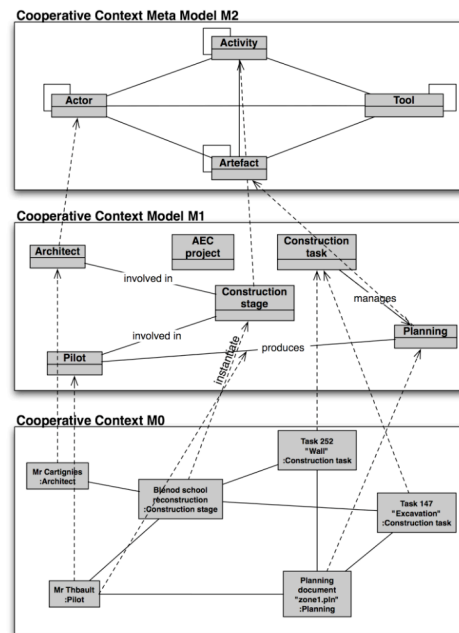 Cooperative Context Meta Model M2
Activity
Actor
Tool
Artefact
Cooperative Context Model M1
Architect
AEC
project
Construction
task
involved in
Construction
stage
manages
involved in
Planning
Pilot
produces
instantiate
Cooperative Context M0
Task 252
"Wall"
:Construction task
Mr Cartignies
:Architect
Blénod school
reconstruction
:Construction stage
Task 147
"Excavation"
:Construction task
Mr Thbault
:Pilot
Planning
document
"zone1.pln"
:Planning